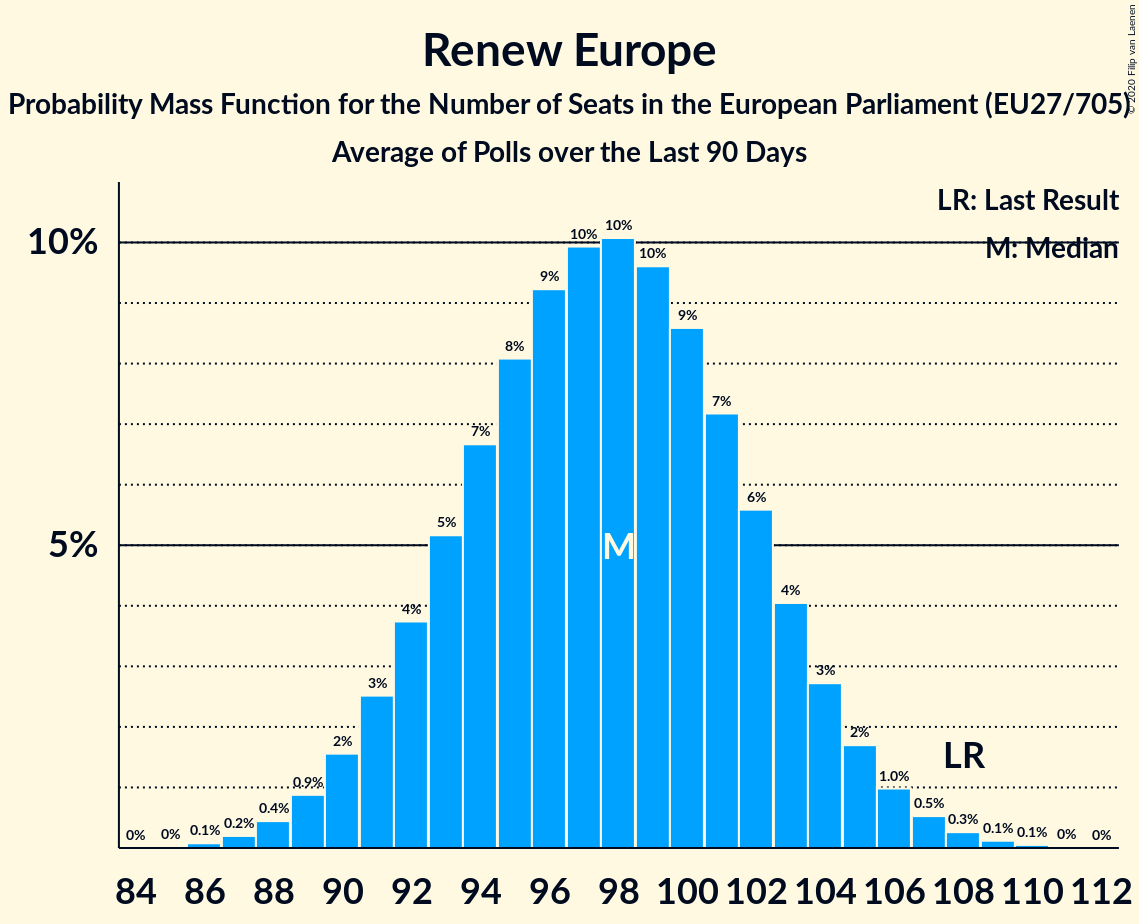 Renew Europe
Probability Mass Function for the Number of Seats in the European Parliament (EU27/705)
Average of Polls over the Last 90 Days
© 2020 Filip van Laenen
LR: Last Result
M: Median
10%
5%
0% 0% 0.1% 0.2% 0.4% 0.9% 2% 3% 4% 5% 7% 8% 9% 10% 10% 10% 9% 7% 6% 4% 3% 2% 1.0% 0.5% 0.3% 0.1% 0.1% 0% 0%
M
LR
84 86 88 90 92 94 96 98 100 102 104 106 108 110 112